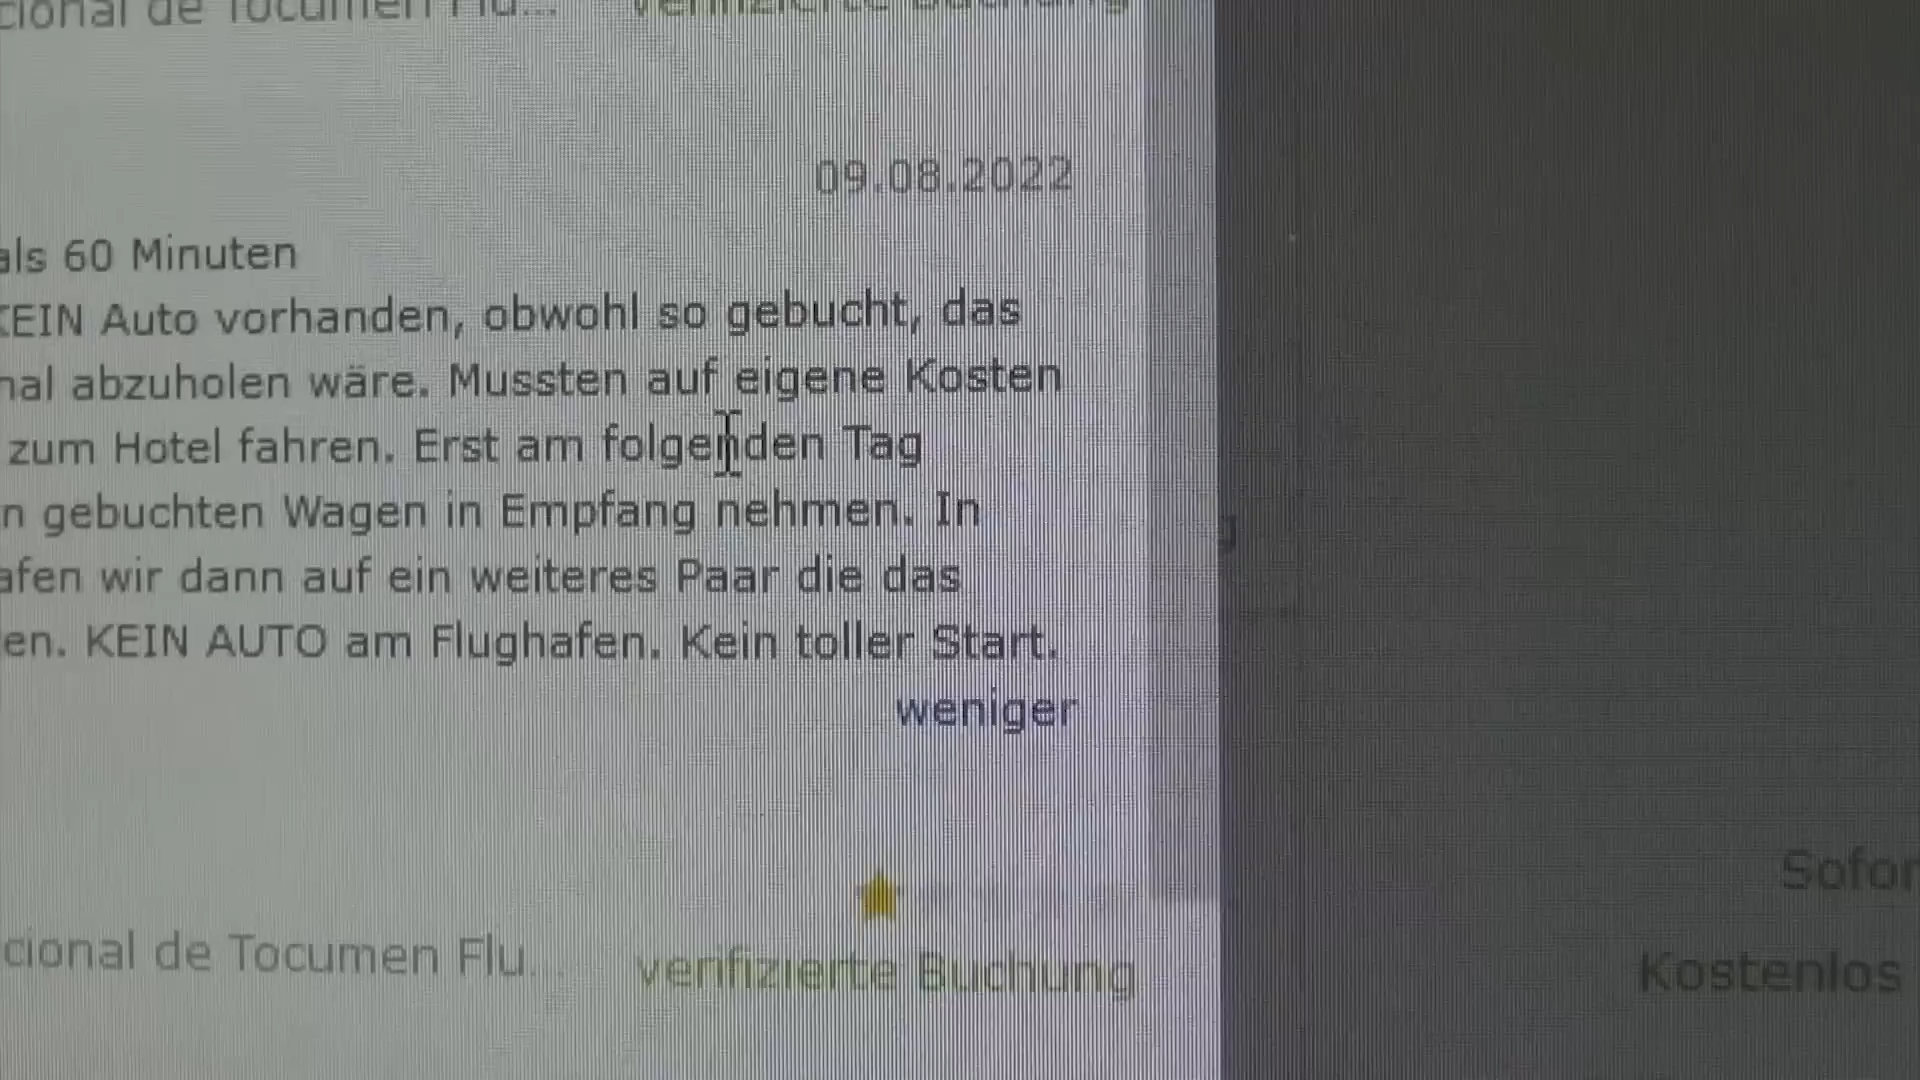 cional de Tocumen Flu... verifizierte Buchung
09.08.2022
als 60 Minuten
KEIN Auto vorhanden, obwohl so gebucht, das
nal abzuholen wäre. Mussten auf eigene Kosten
zum Hotel fahren. Erst am folgenden Tag
n gebuchten Wagen in Empfang nehmen. In
afen wir dann auf ein weiteres Paar die das
en. KEIN AUTO am Flughafen. Kein toller Start.
weniger
Sofor
cional de Tocumen Flu... verifizierte Buchung
Kostenlos